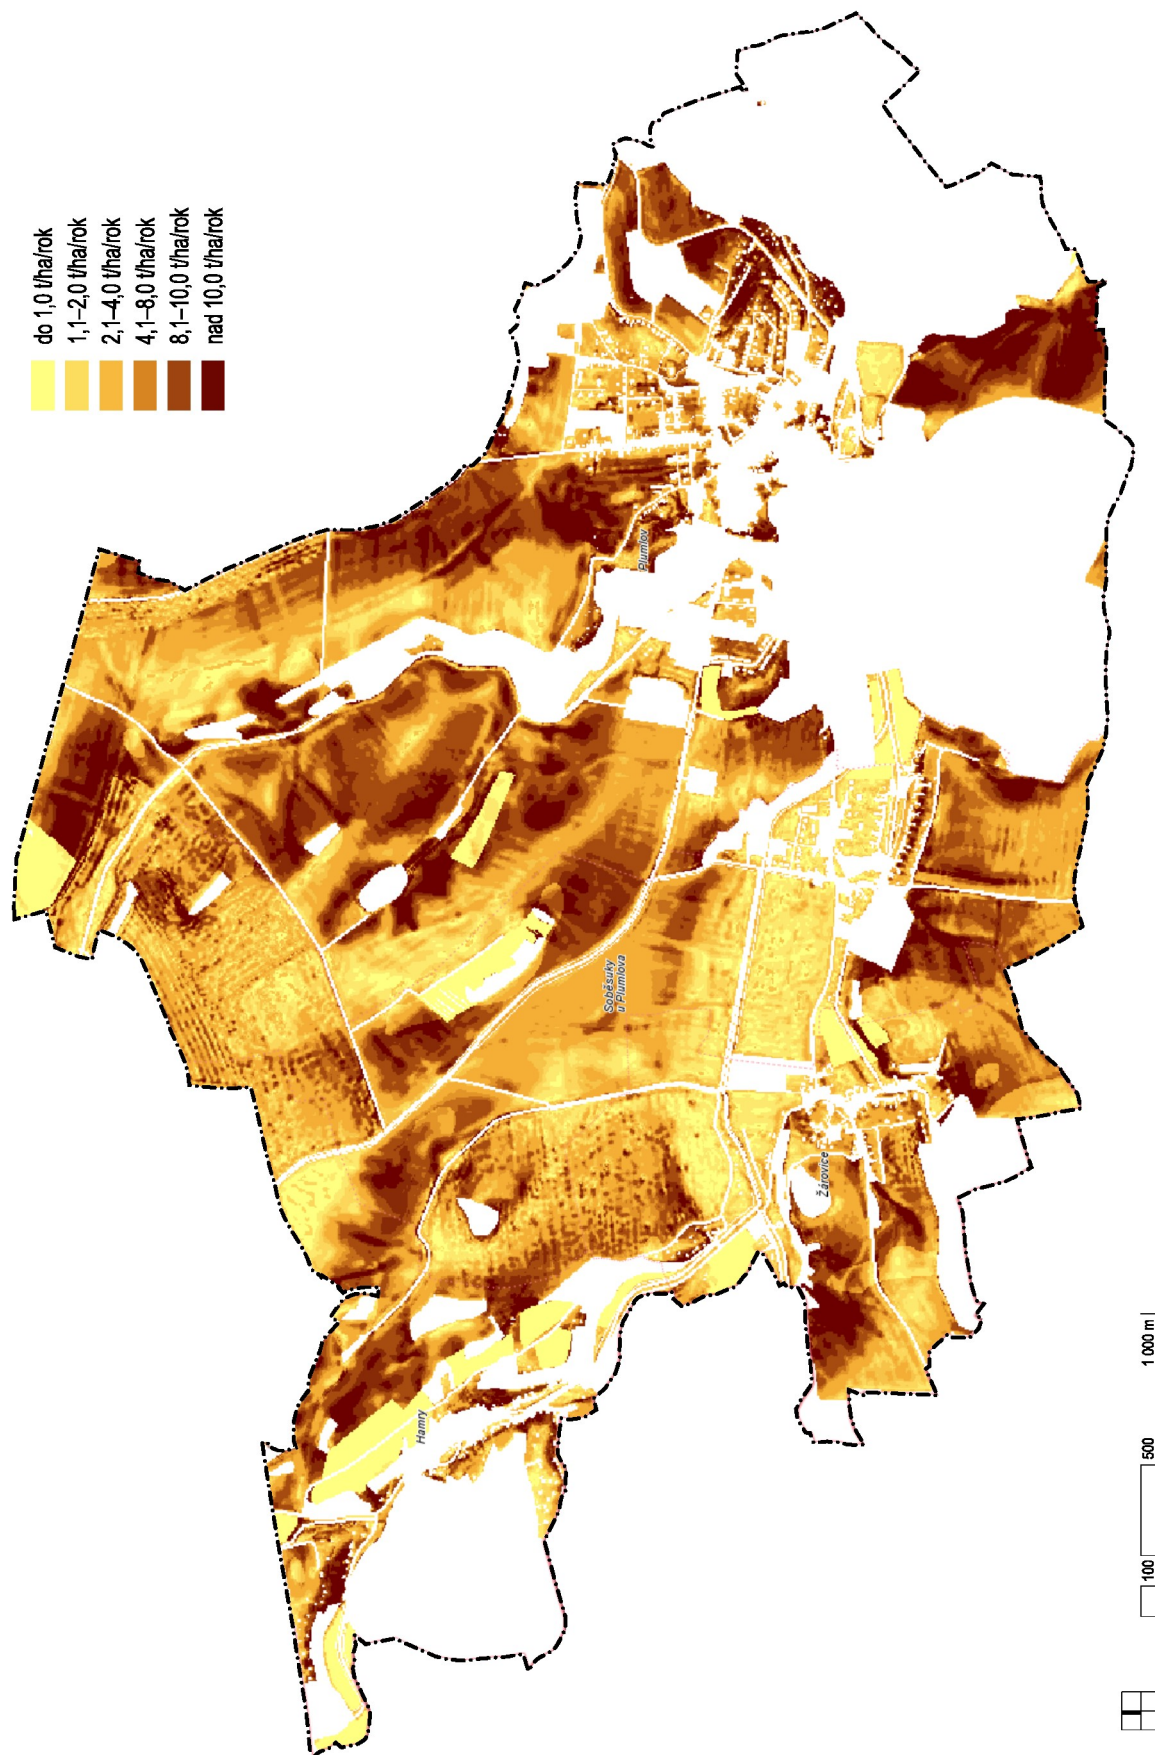 do 1,0 t/ha/rok
1,1–2,0 t/ha/rok
2,1–4,0 t/ha/rok
4,1–8,0 t/ha/rok
8,1–10,0 t/ha/rok
nad 10,0 t/ha/rok
Hamry
Soběsuky
u Plumlova
Plumlov
Žárovice
100
500
1 000 m